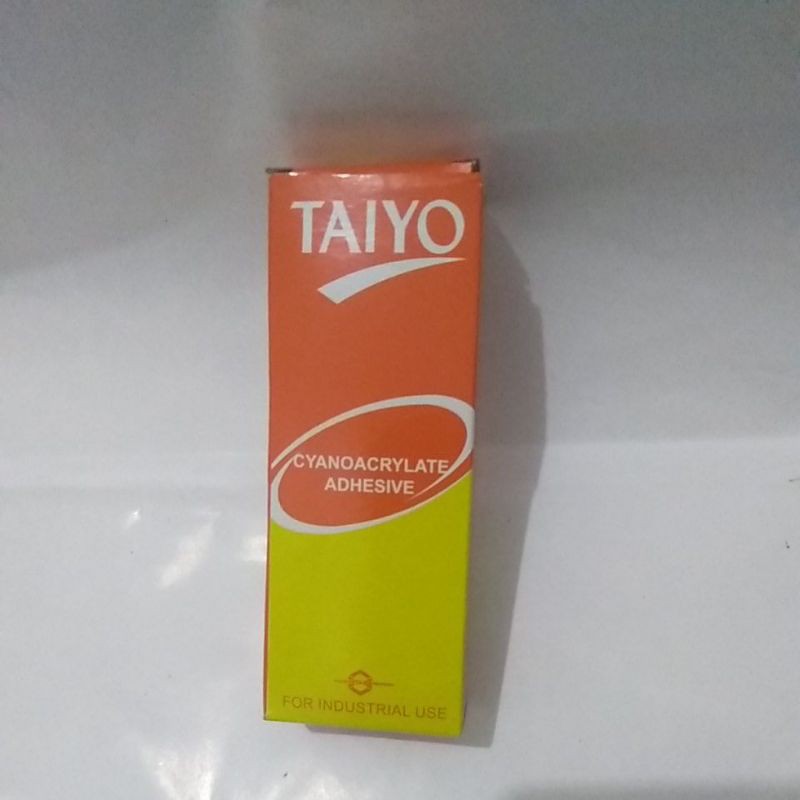 TAIYO
CYANOACRYLATE
ADHESIVE
FOR INDUSTRIAL USE